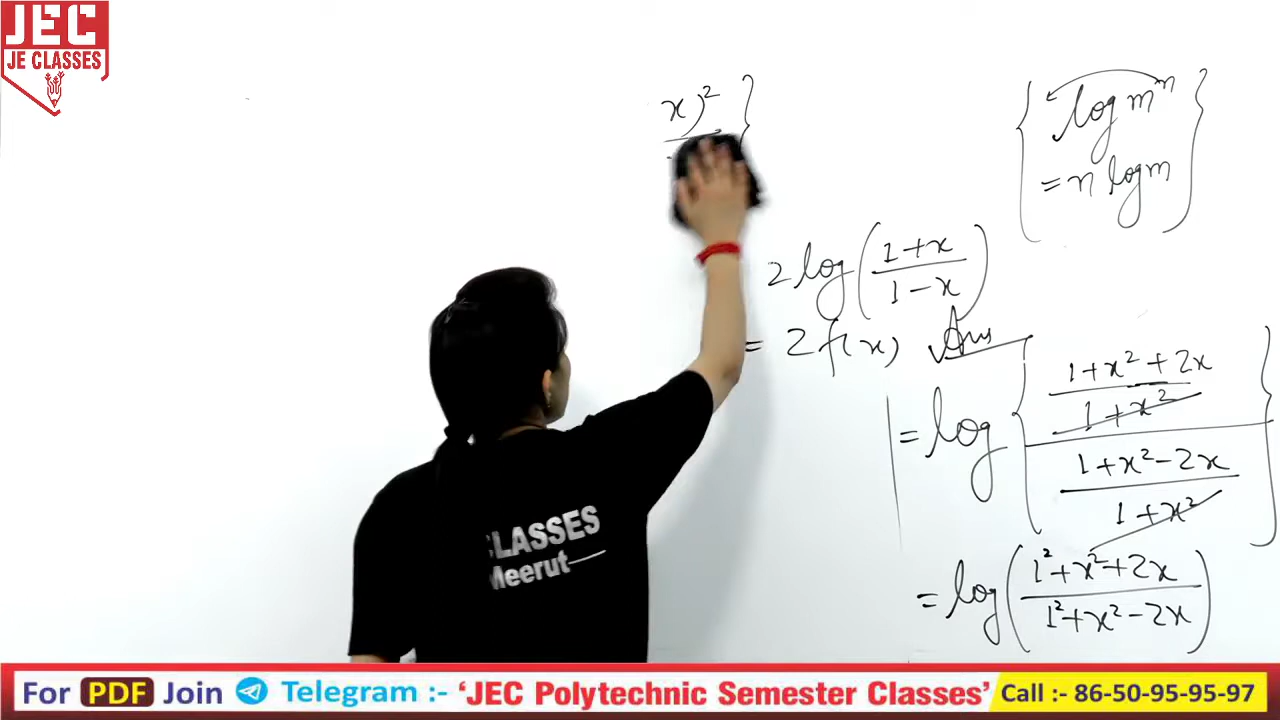 JEC
JE CLASSES
x)² }
{ log mⁿ
= n log m }
2 log ( (1+x) / (1-x) )
= 2 f(x) Ans
= log { (1+x²+2x) / (1+x²) / (1+x²-2x) / (1+x²) }
= log ( (1²+x²+2x) / (1²+x²-2x) )
CLASSES
Meerut
For PDF Join Telegram :- 'JEC Polytechnic Semester Classes' Call :- 86-50-95-95-97